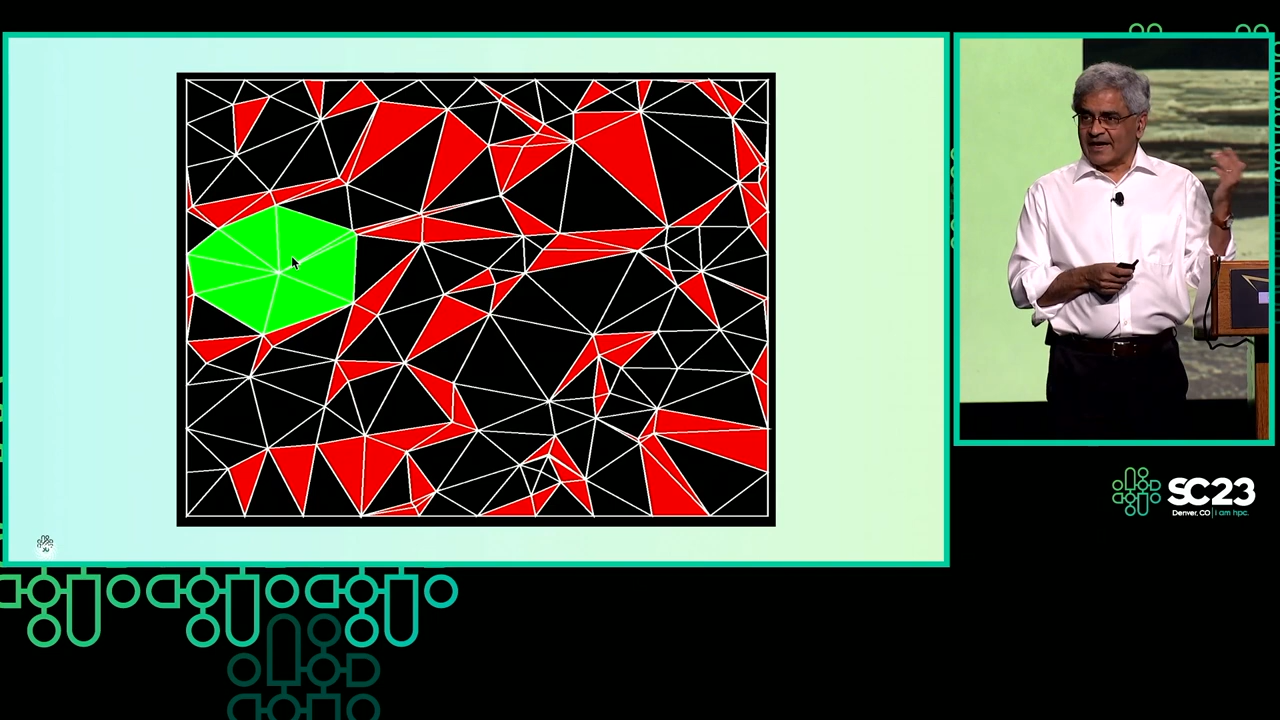 SC23
Denver, CO | i am hpc.